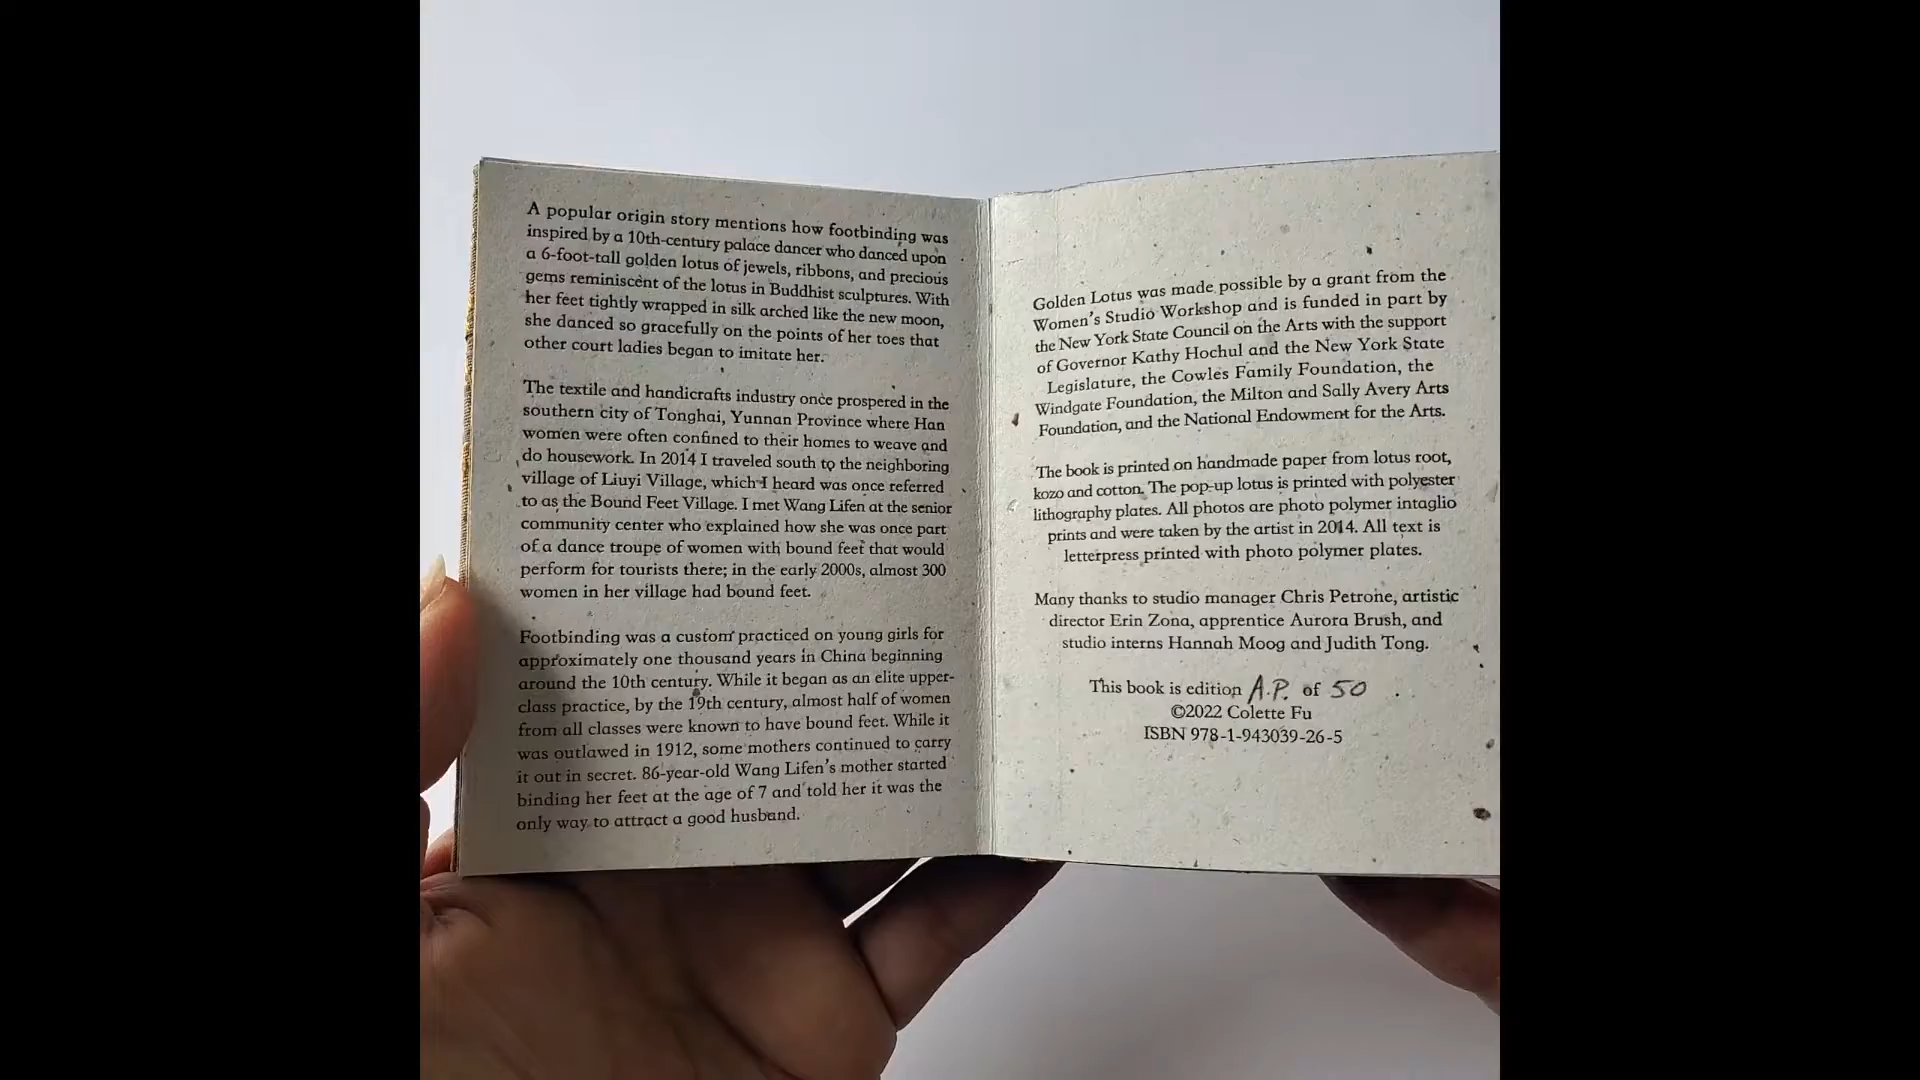 A popular origin story mentions how footbinding was
inspired by a 10th-century palace dancer who danced upon
a 6-foot-tall golden lotus of jewels, ribbons, and precious
gems reminiscent of the lotus in Buddhist sculptures. With
her feet tightly wrapped in silk arched like the new moon,
she danced so gracefully on the points of her toes that
other court ladies began to imitate her.
The textile and handicrafts industry once prospered in the
southern city of Tonghai, Yunnan Province where Han
women were often confined to their homes to weave and
do housework. In 2014 I traveled south to the neighboring
village of Liuyi Village, which I heard was once referred
to as the Bound Feet Village. I met Wang Lifen at the senior
community center who explained how she was once part
of a dance troupe of women with bound feet that would
perform for tourists there; in the early 2000s, almost 300
women in her village had bound feet.
Footbinding was a custom practiced on young girls for
approximately one thousand years in China beginning
around the 10th century. While it began as an elite upper-
class practice, by the 19th century, almost half of women
from all classes were known to have bound feet. While it
was outlawed in 1912, some mothers continued to carry
it out in secret. 86-year-old Wang Lifen's mother started
binding her feet at the age of 7 and told her it was the
only way to attract a good husband.
Golden Lotus was made possible by a grant from the
Women's Studio Workshop and is funded in part by
the New York State Council on the Arts with the support
of Governor Kathy Hochul and the New York State
Legislature, the Cowles Family Foundation, the
Windgate Foundation, the Milton and Sally Avery Arts
Foundation, and the National Endowment for the Arts.
The book is printed on handmade paper from lotus root,
kozo and cotton. The pop-up lotus is printed with polyester
lithography plates. All photos are photo polymer intaglio
prints and were taken by the artist in 2014. All text is
letterpress printed with photo polymer plates.
Many thanks to studio manager Chris Petrone, artistic
director Erin Zona, apprentice Aurora Brush, and
studio interns Hannah Moog and Judith Tong.
This book is edition A.P. of 50
©2022 Colette Fu
ISBN 978-1-943039-26-5